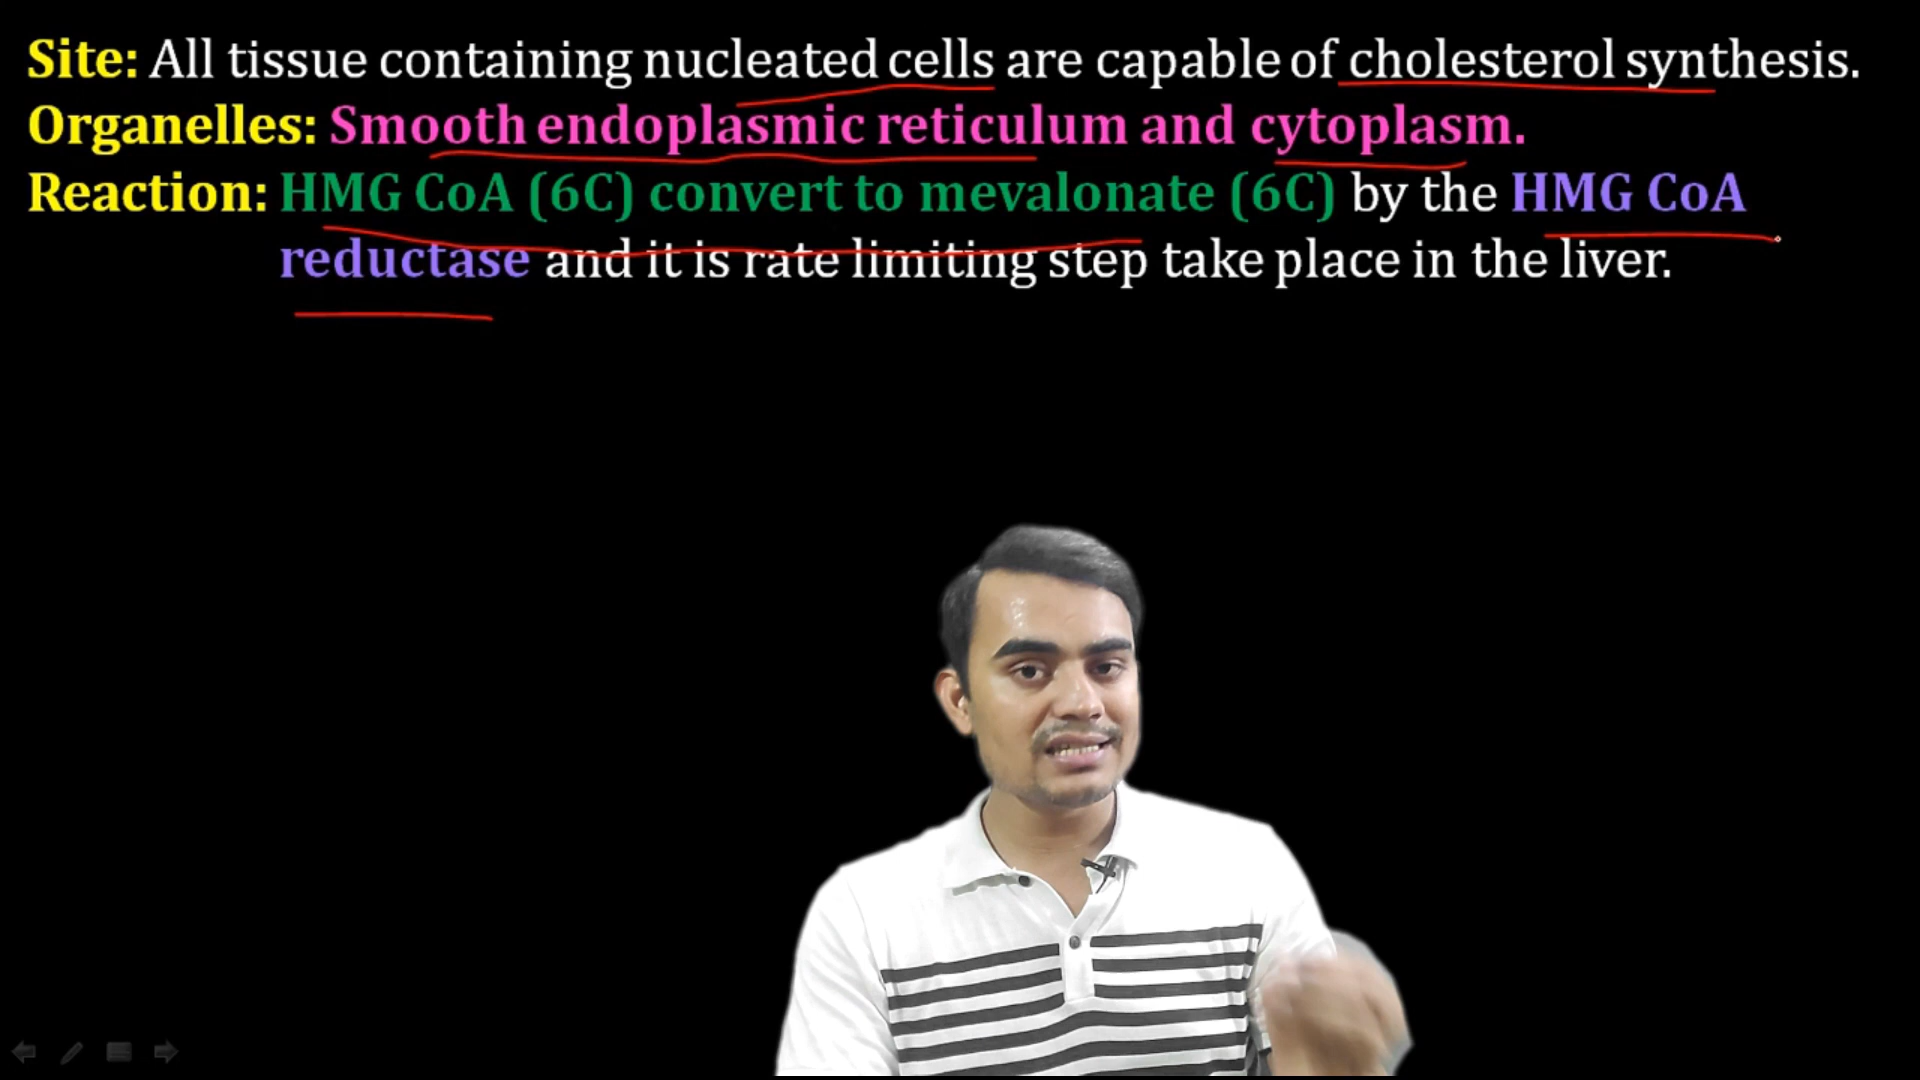 Site: All tissue containing nucleated cells are capable of cholesterol synthesis.
Organelles: Smooth endoplasmic reticulum and cytoplasm.
Reaction: HMG CoA (6C) convert to mevalonate (6C) by the HMG CoA
reductase and it is rate limiting step take place in the liver.